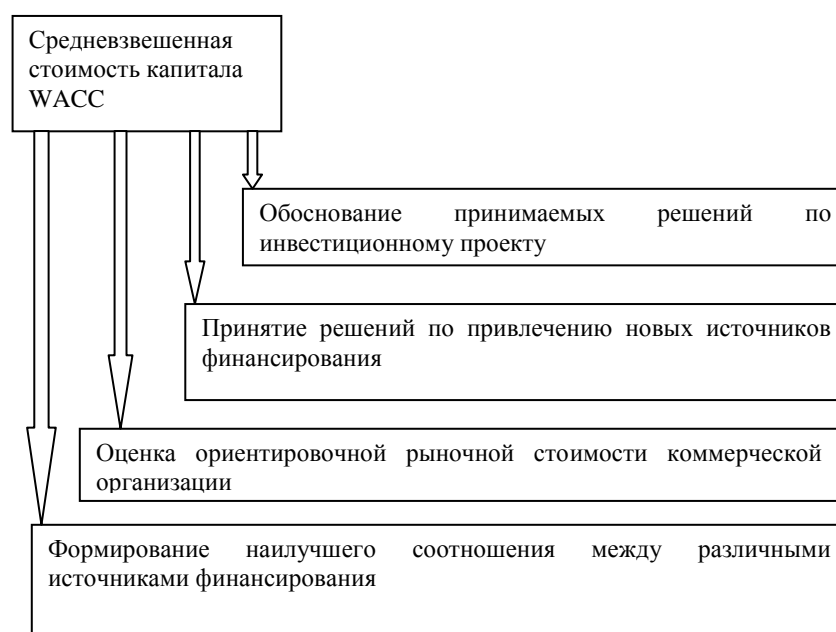 Средневзвешенная
стоимость капитала
WACC
Обоснование принимаемых решений по
инвестиционному проекту
Принятие решений по привлечению новых источников
финансирования
Оценка ориентировочной рыночной стоимости коммерческой
организации
Формирование наилучшего соотношения между различными
источниками финансирования